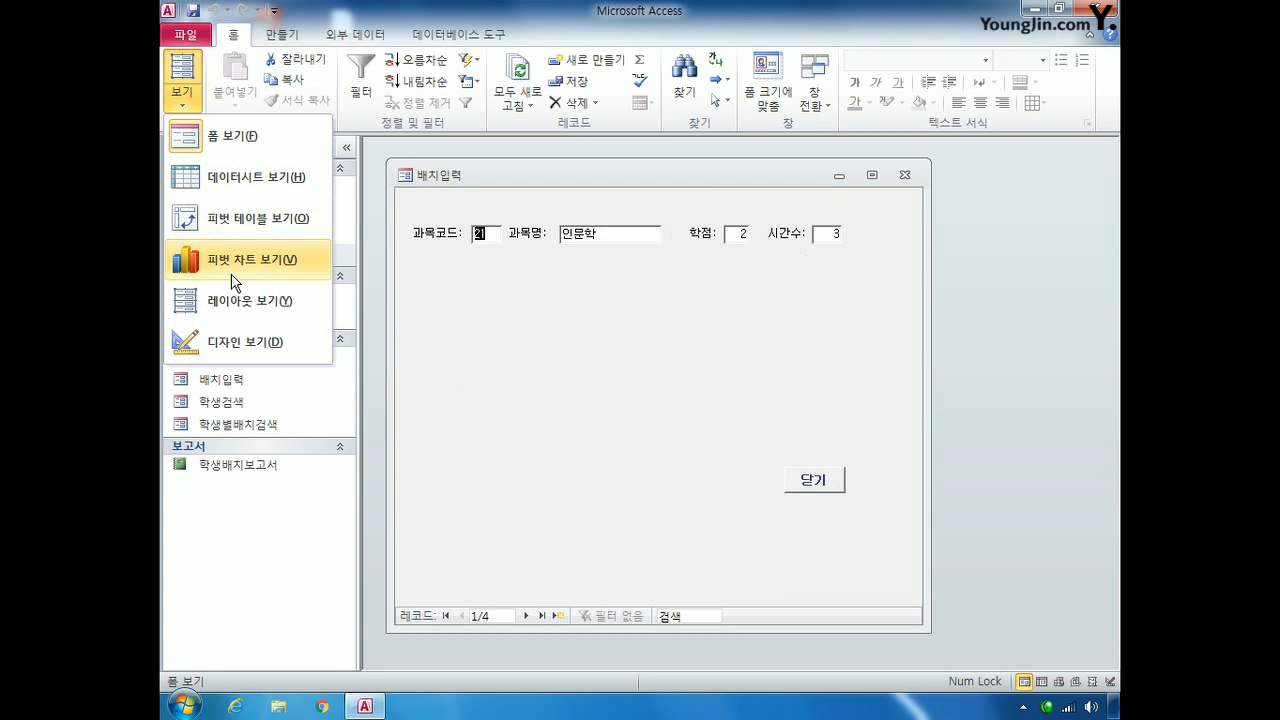 Microsoft Access
YoungLin.com Y.
파일 홈 만들기 외부 데이터 데이터베이스 도구
보기
붙여넣기
잘라내기
복사
서식 복사
필터
오름차순
내림차순
정렬 제거
정렬 및 필터
모두 새로 고침
새로 만들기
저장
삭제
레코드
찾기
찾기
폼 크기에 맞춤
창 전환
창
가 가 가
가
텍스트 서식
폼 보기(F)
데이터시트 보기(H)
피벗 테이블 보기(O)
피벗 차트 보기(V)
레이아웃 보기(Y)
디자인 보기(D)
배치입력
학생검색
학생별배치검색
보고서
학생배치보고서
배치입력
과목코드: 21 과목명: 인문학 학점: 2 시간수: 3
닫기
레코드: 1/4 필터 없음 검색
폼 보기 Num Lock